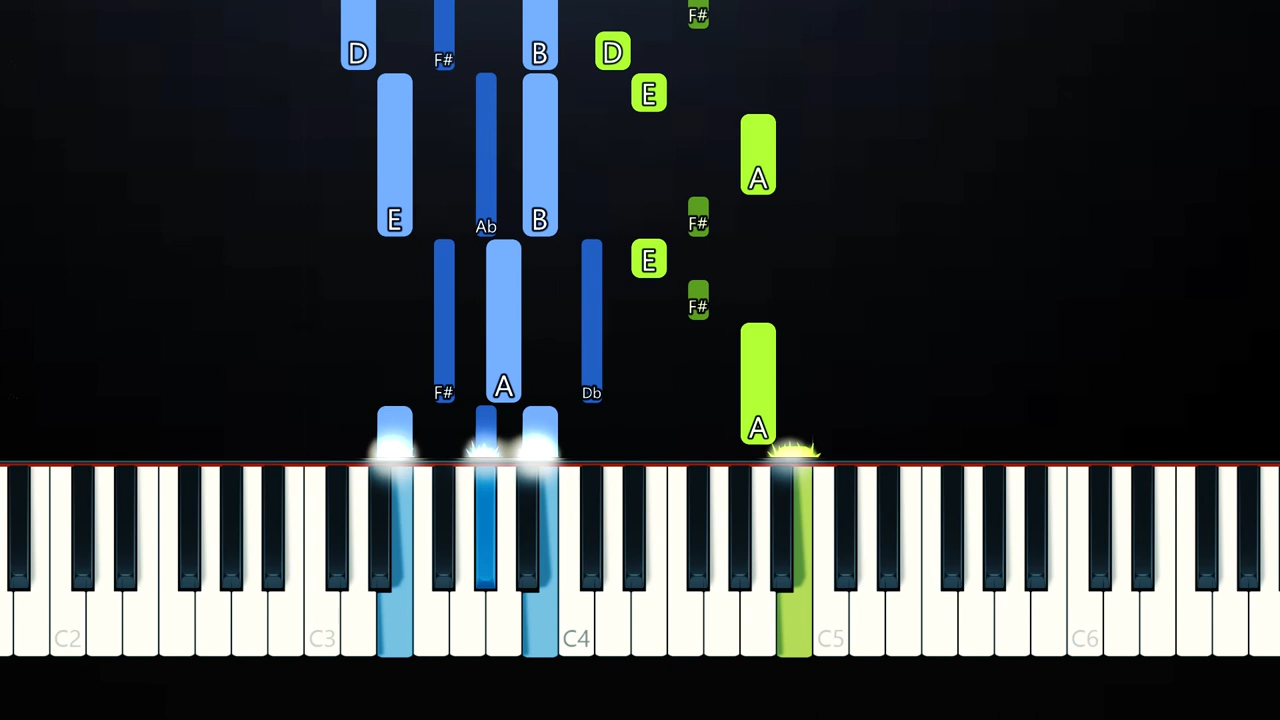 F#
D F# B D
E
A
E Ab B F#
E
F#
F# A Db
A
C2 C3 C4 C5 C6